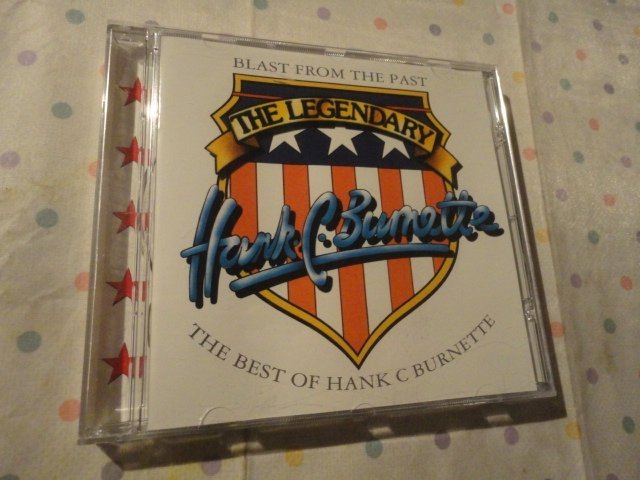 BLAST FROM THE PAST
THE LEGENDARY
Hank C. Burnette
THE BEST OF HANK C BURNETTE